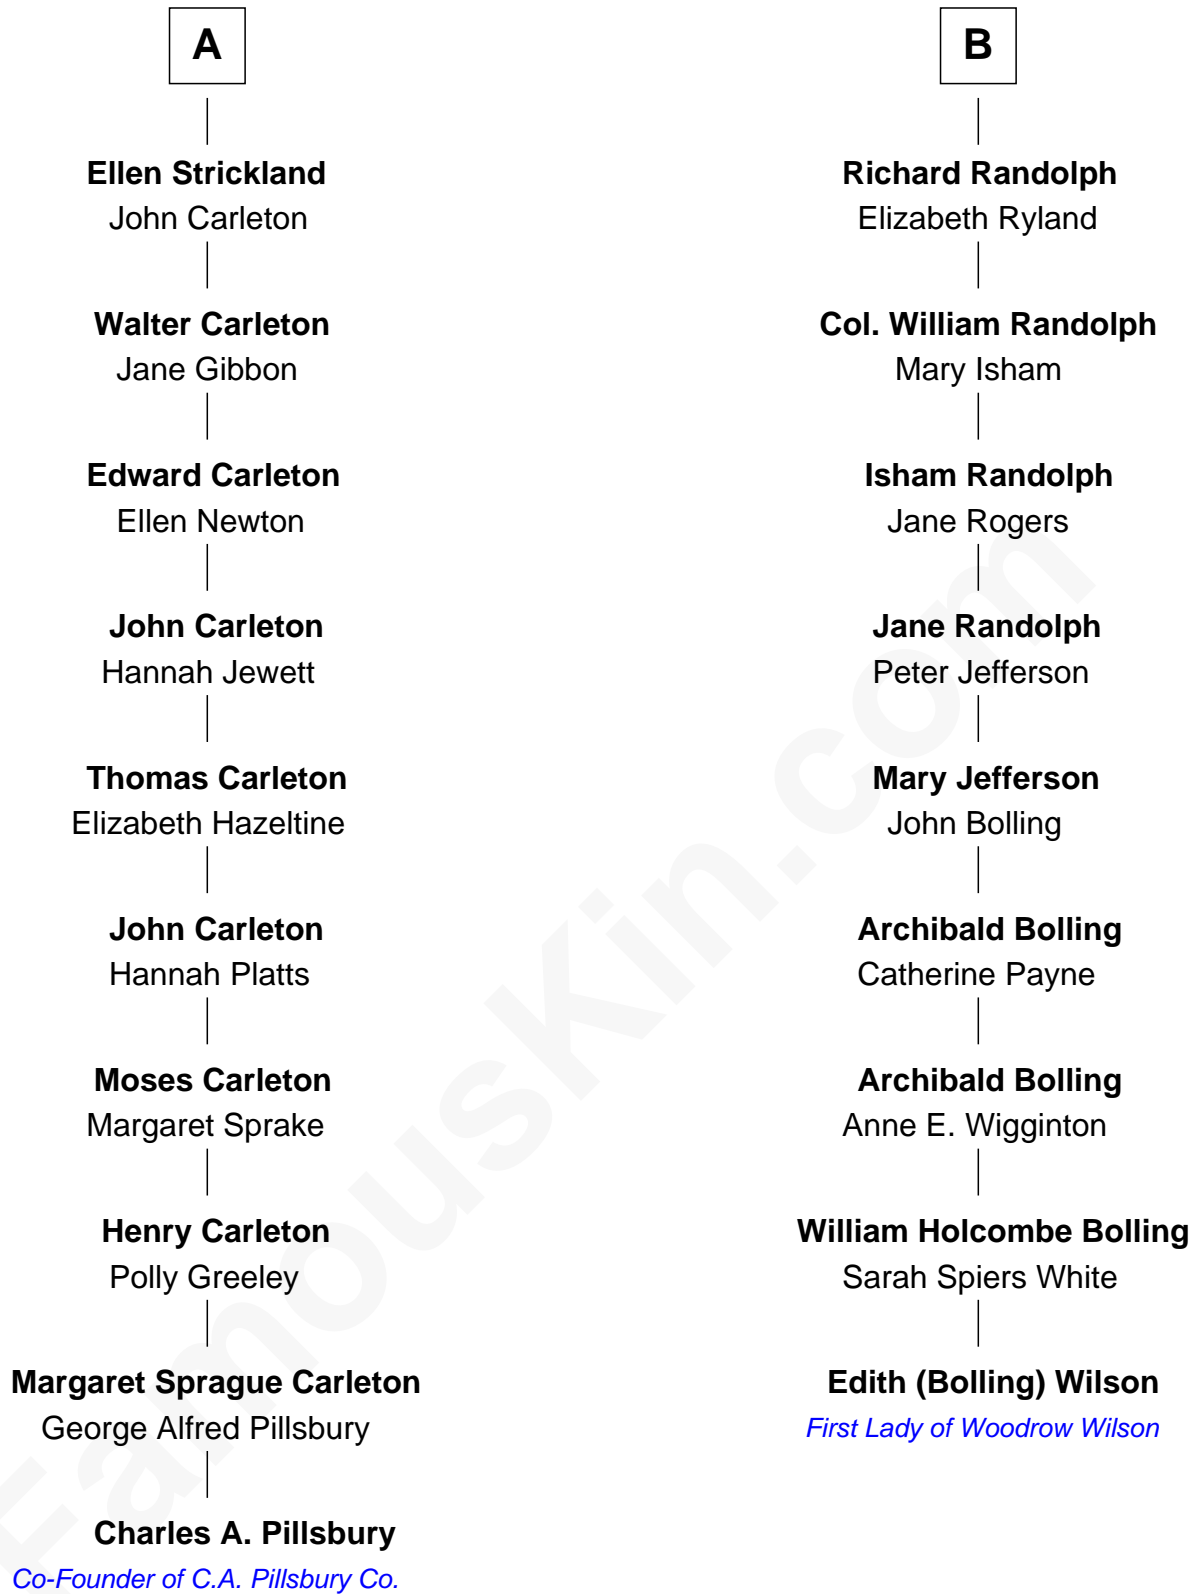 A
Ellen Strickland
John Carleton
Walter Carleton
Jane Gibbon
Edward Carleton
Ellen Newton
John Carleton
Hannah Jewett
Thomas Carleton
Elizabeth Hazeltine
John Carleton
Hannah Platts
Moses Carleton
Margaret Sprake
Henry Carleton
Polly Greeley
Margaret Sprague Carleton
George Alfred Pillsbury
Charles A. Pillsbury
Co-Founder of C.A. Pillsbury Co.
B
Richard Randolph
Elizabeth Ryland
Col. William Randolph
Mary Isham
Isham Randolph
Jane Rogers
Jane Randolph
Peter Jefferson
Mary Jefferson
John Bolling
Archibald Bolling
Catherine Payne
Archibald Bolling
Anne E. Wigginton
William Holcombe Bolling
Sarah Spiers White
Edith (Bolling) Wilson
First Lady of Woodrow Wilson
FamousKin.com